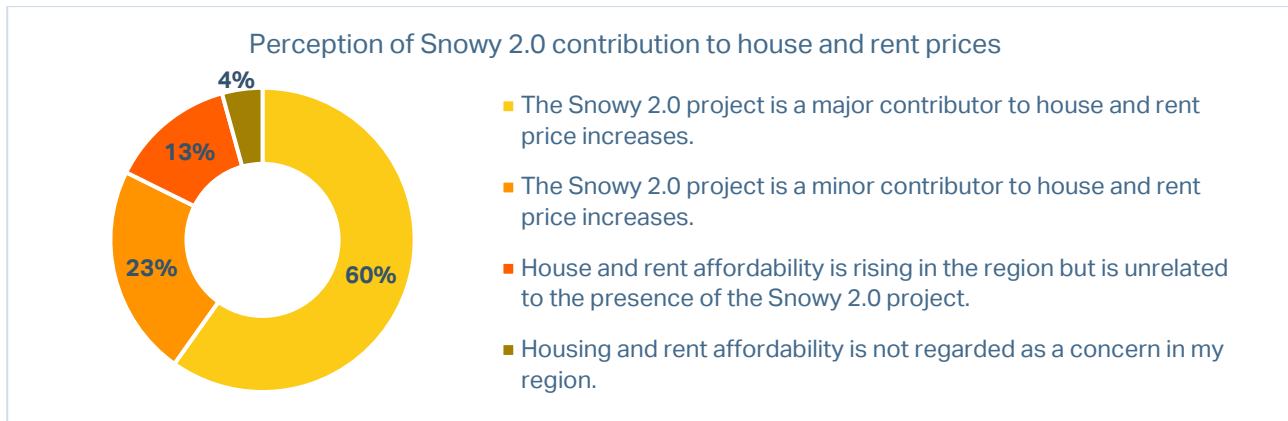 Perception of Snowy 2.0 contribution to house and rent prices
4%
13%
23%
60%
The Snowy 2.0 project is a major contributor to house and rent
price increases.
The Snowy 2.0 project is a minor contributor to house and rent
price increases.
House and rent affordability is rising in the region but is unrelated
to the presence of the Snowy 2.0 project.
Housing and rent affordability is not regarded as a concern in my
region.